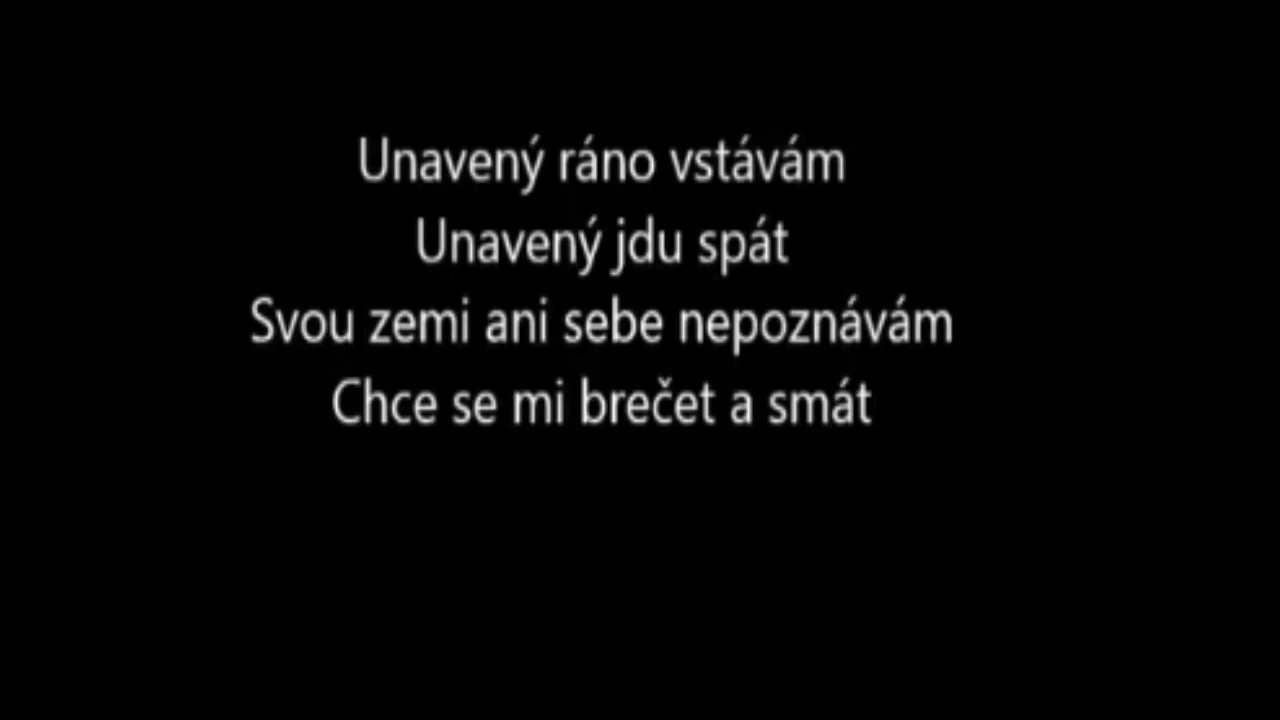 Unavený ráno vstávám
Unavený jdu spát
Svou zemi ani sebe nepoznávám
Chce se mi brečet a smát